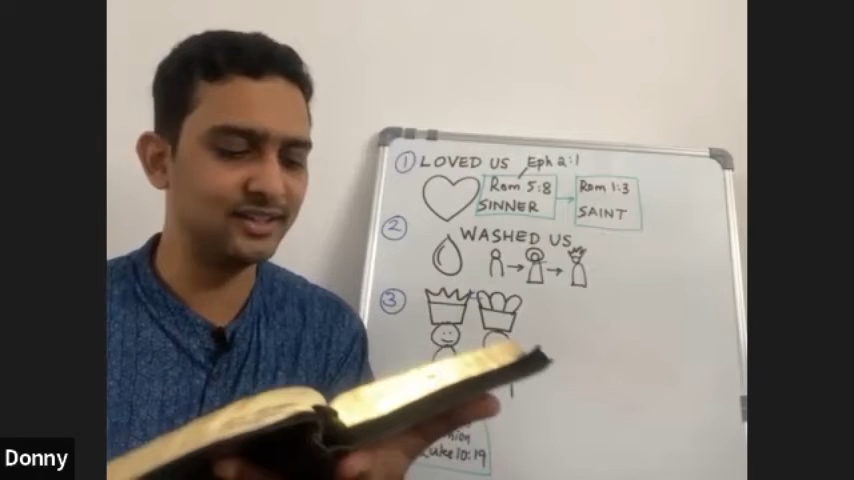 ① LOVED US Eph 2:1
Rom 5:8
SINNER
Rom 1:3
SAINT
② WASHED US
③
Luke 10:19
Donny